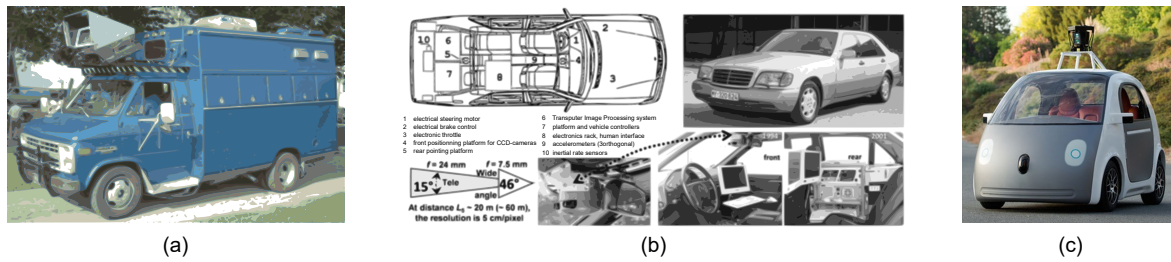 10 6 5 7 8 9 1 4 2 3
1 electrical steering motor
2 electrical brake control
3 electronic throttle
4 front positionning platform for CCD-cameras
5 rear pointing platform
6 Transputer Image Processing system
7 platform and vehicle controllers
8 electronics rack, human interface
9 accelerometers (3orthogonal)
10 inertial rate sensors
f = 24 mm f = 7.5 mm
15° Tele Wide angle 46°
At distance L₀ ~ 20 m (~ 60 m),
the resolution is 5 cm/pixel
1994
2001
front
rear
(a)
(b)
(c)